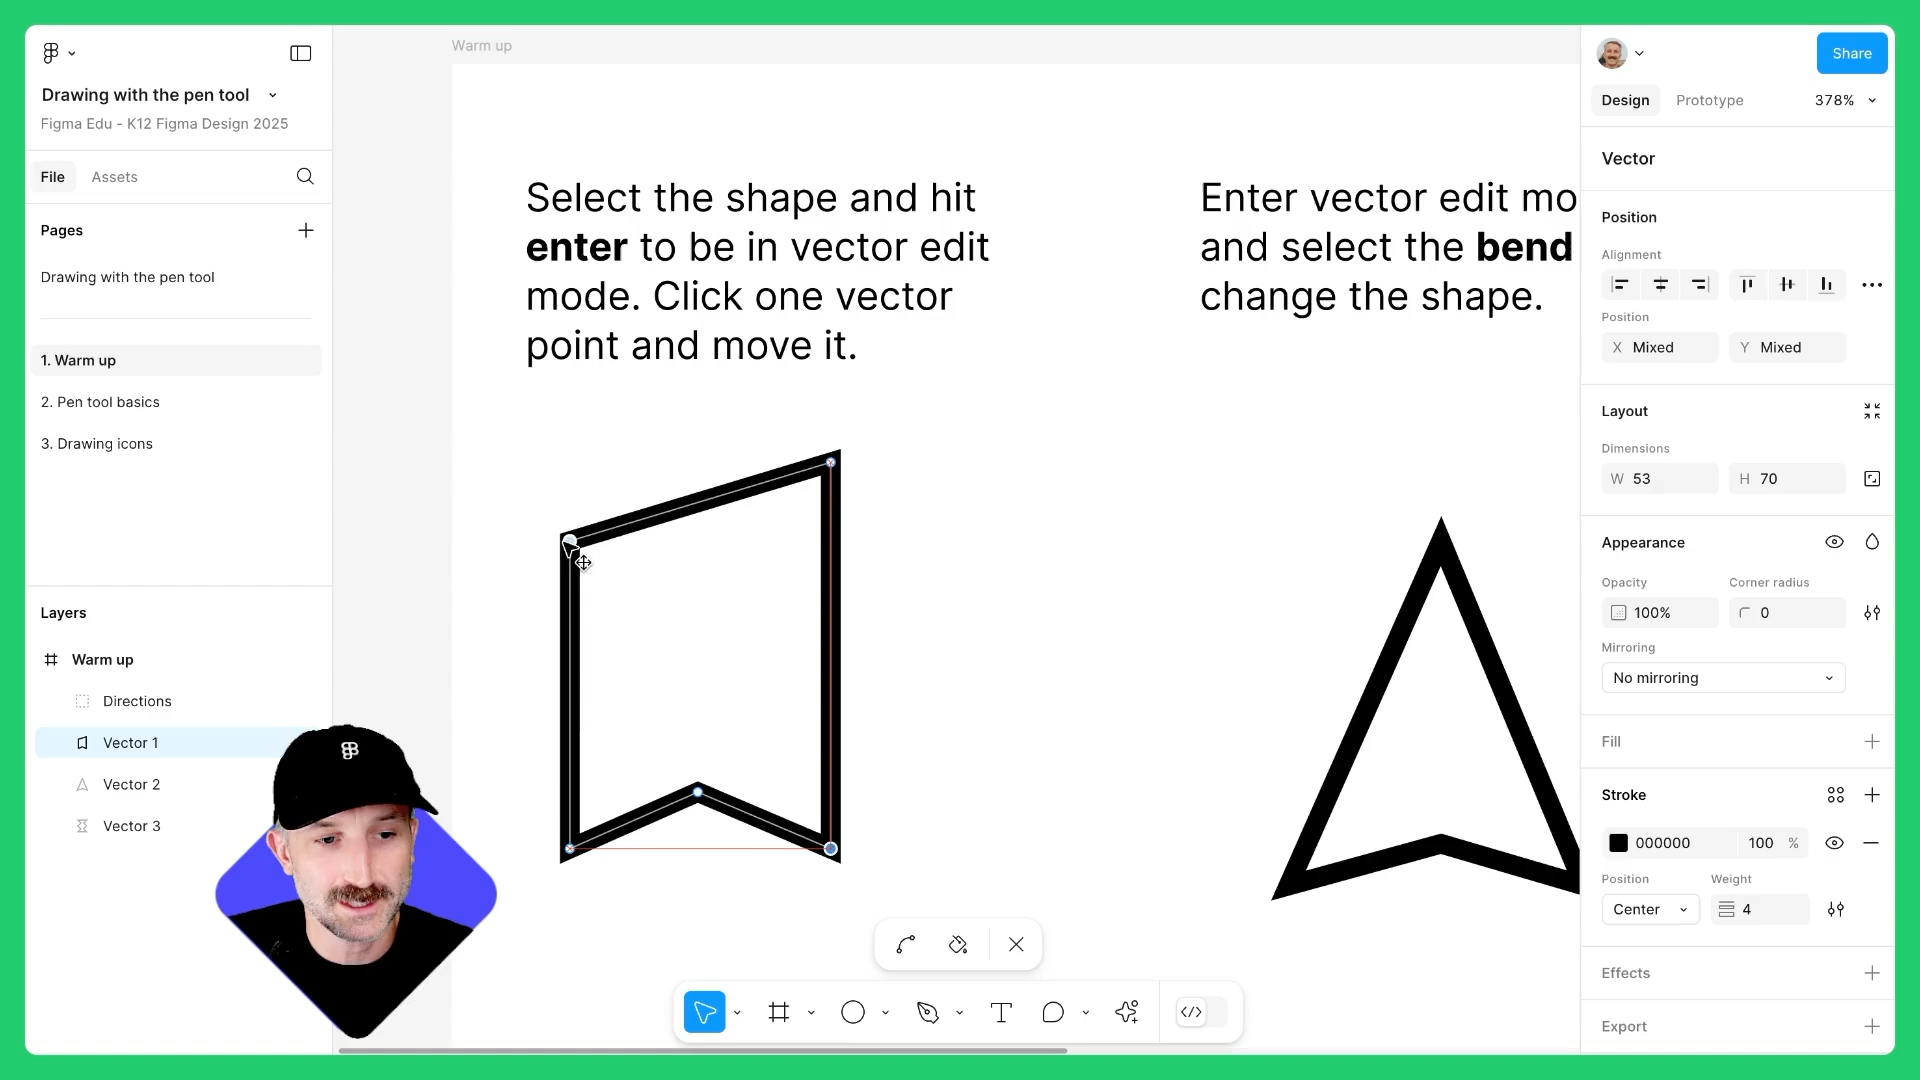 Drawing with the pen tool
Figma Edu - K12 Figma Design 2025
File
Assets
Pages
Drawing with the pen tool
1. Warm up
2. Pen tool basics
3. Drawing icons
Layers
Warm up
Directions
Vector 1
Vector 2
Vector 3
Warm up
Select the shape and hit
enter to be in vector edit
mode. Click one vector
point and move it.
Enter vector edit mo
and select the bend
change the shape.
Share
Design
Prototype
378%
Vector
Position
Alignment
Position
X Mixed
Y Mixed
Layout
Dimensions
W 53
H 70
Appearance
Opacity
Corner radius
100%
0
Mirroring
No mirroring
Fill
Stroke
000000
100 %
Position
Weight
Center
4
Effects
Export